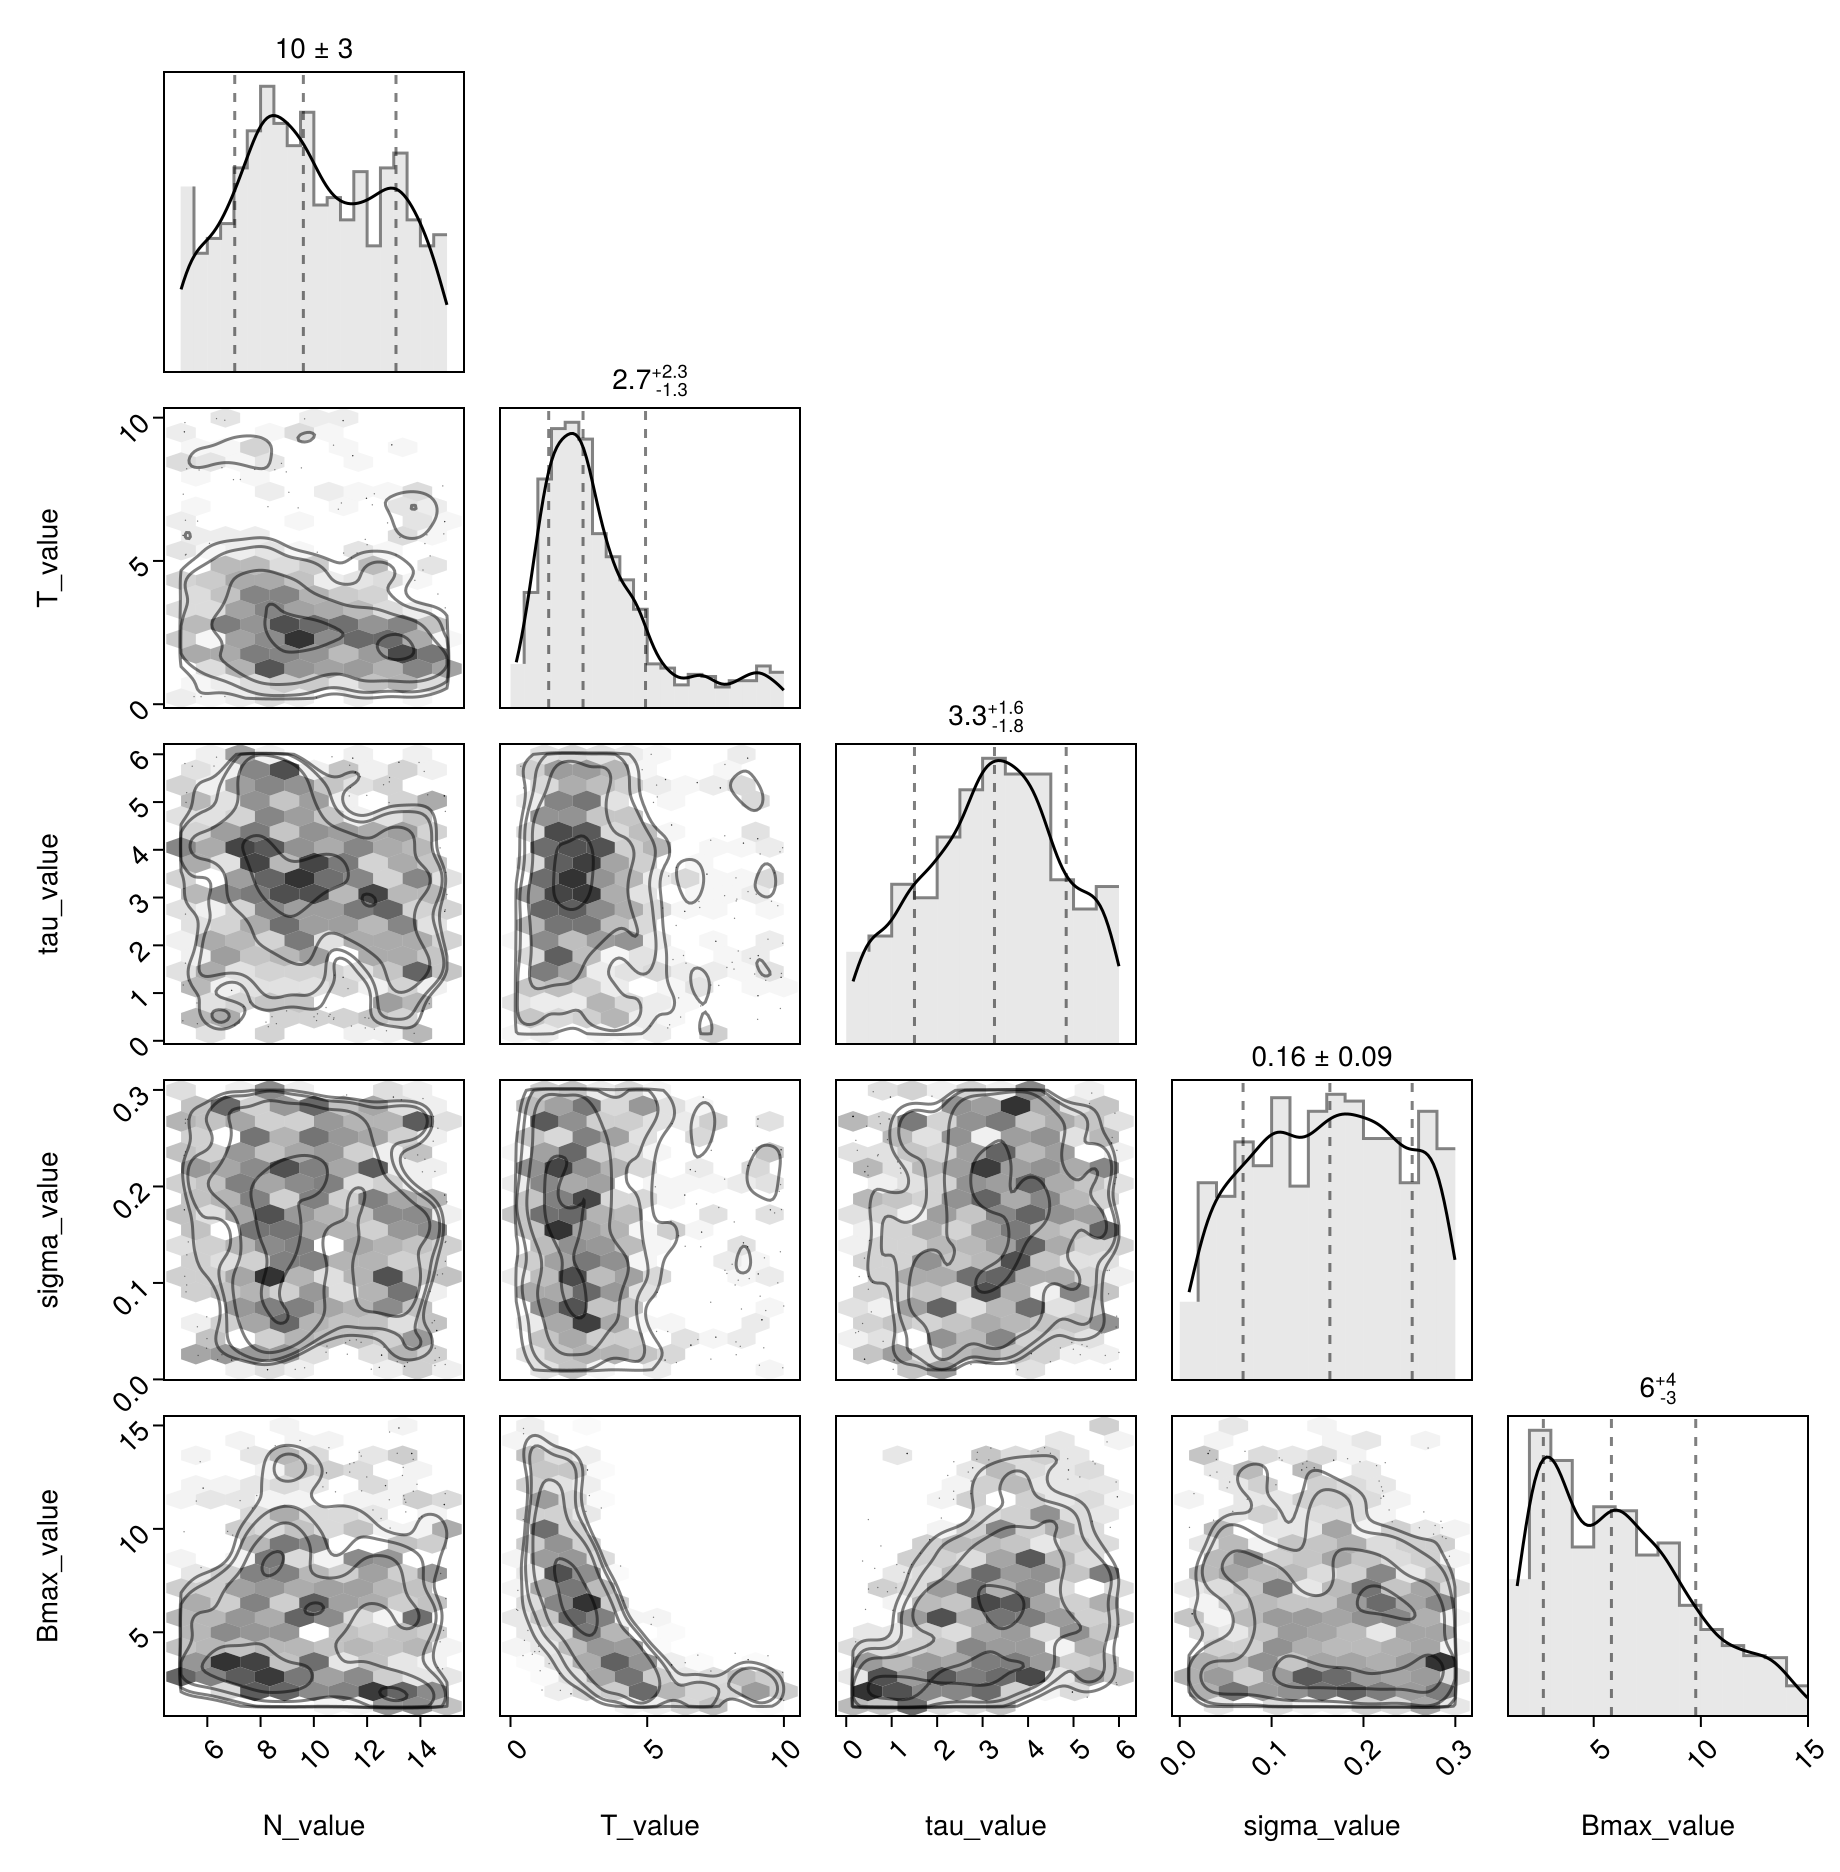 10 ± 3
2.7+2.3-1.3
10
5
0
T_value
3.3+1.6-1.8
6
5
4
3
2
1
0
tau_value
0.16 ± 0.09
0.3
0.2
0.1
0.0
sigma_value
6+4-3
15
10
5
Bmax_value
6 8 10 12 14
0 5 10
0 1 2 3 4 5 6
0.0 0.1 0.2 0.3
5 10 15
N_value T_value tau_value sigma_value Bmax_value